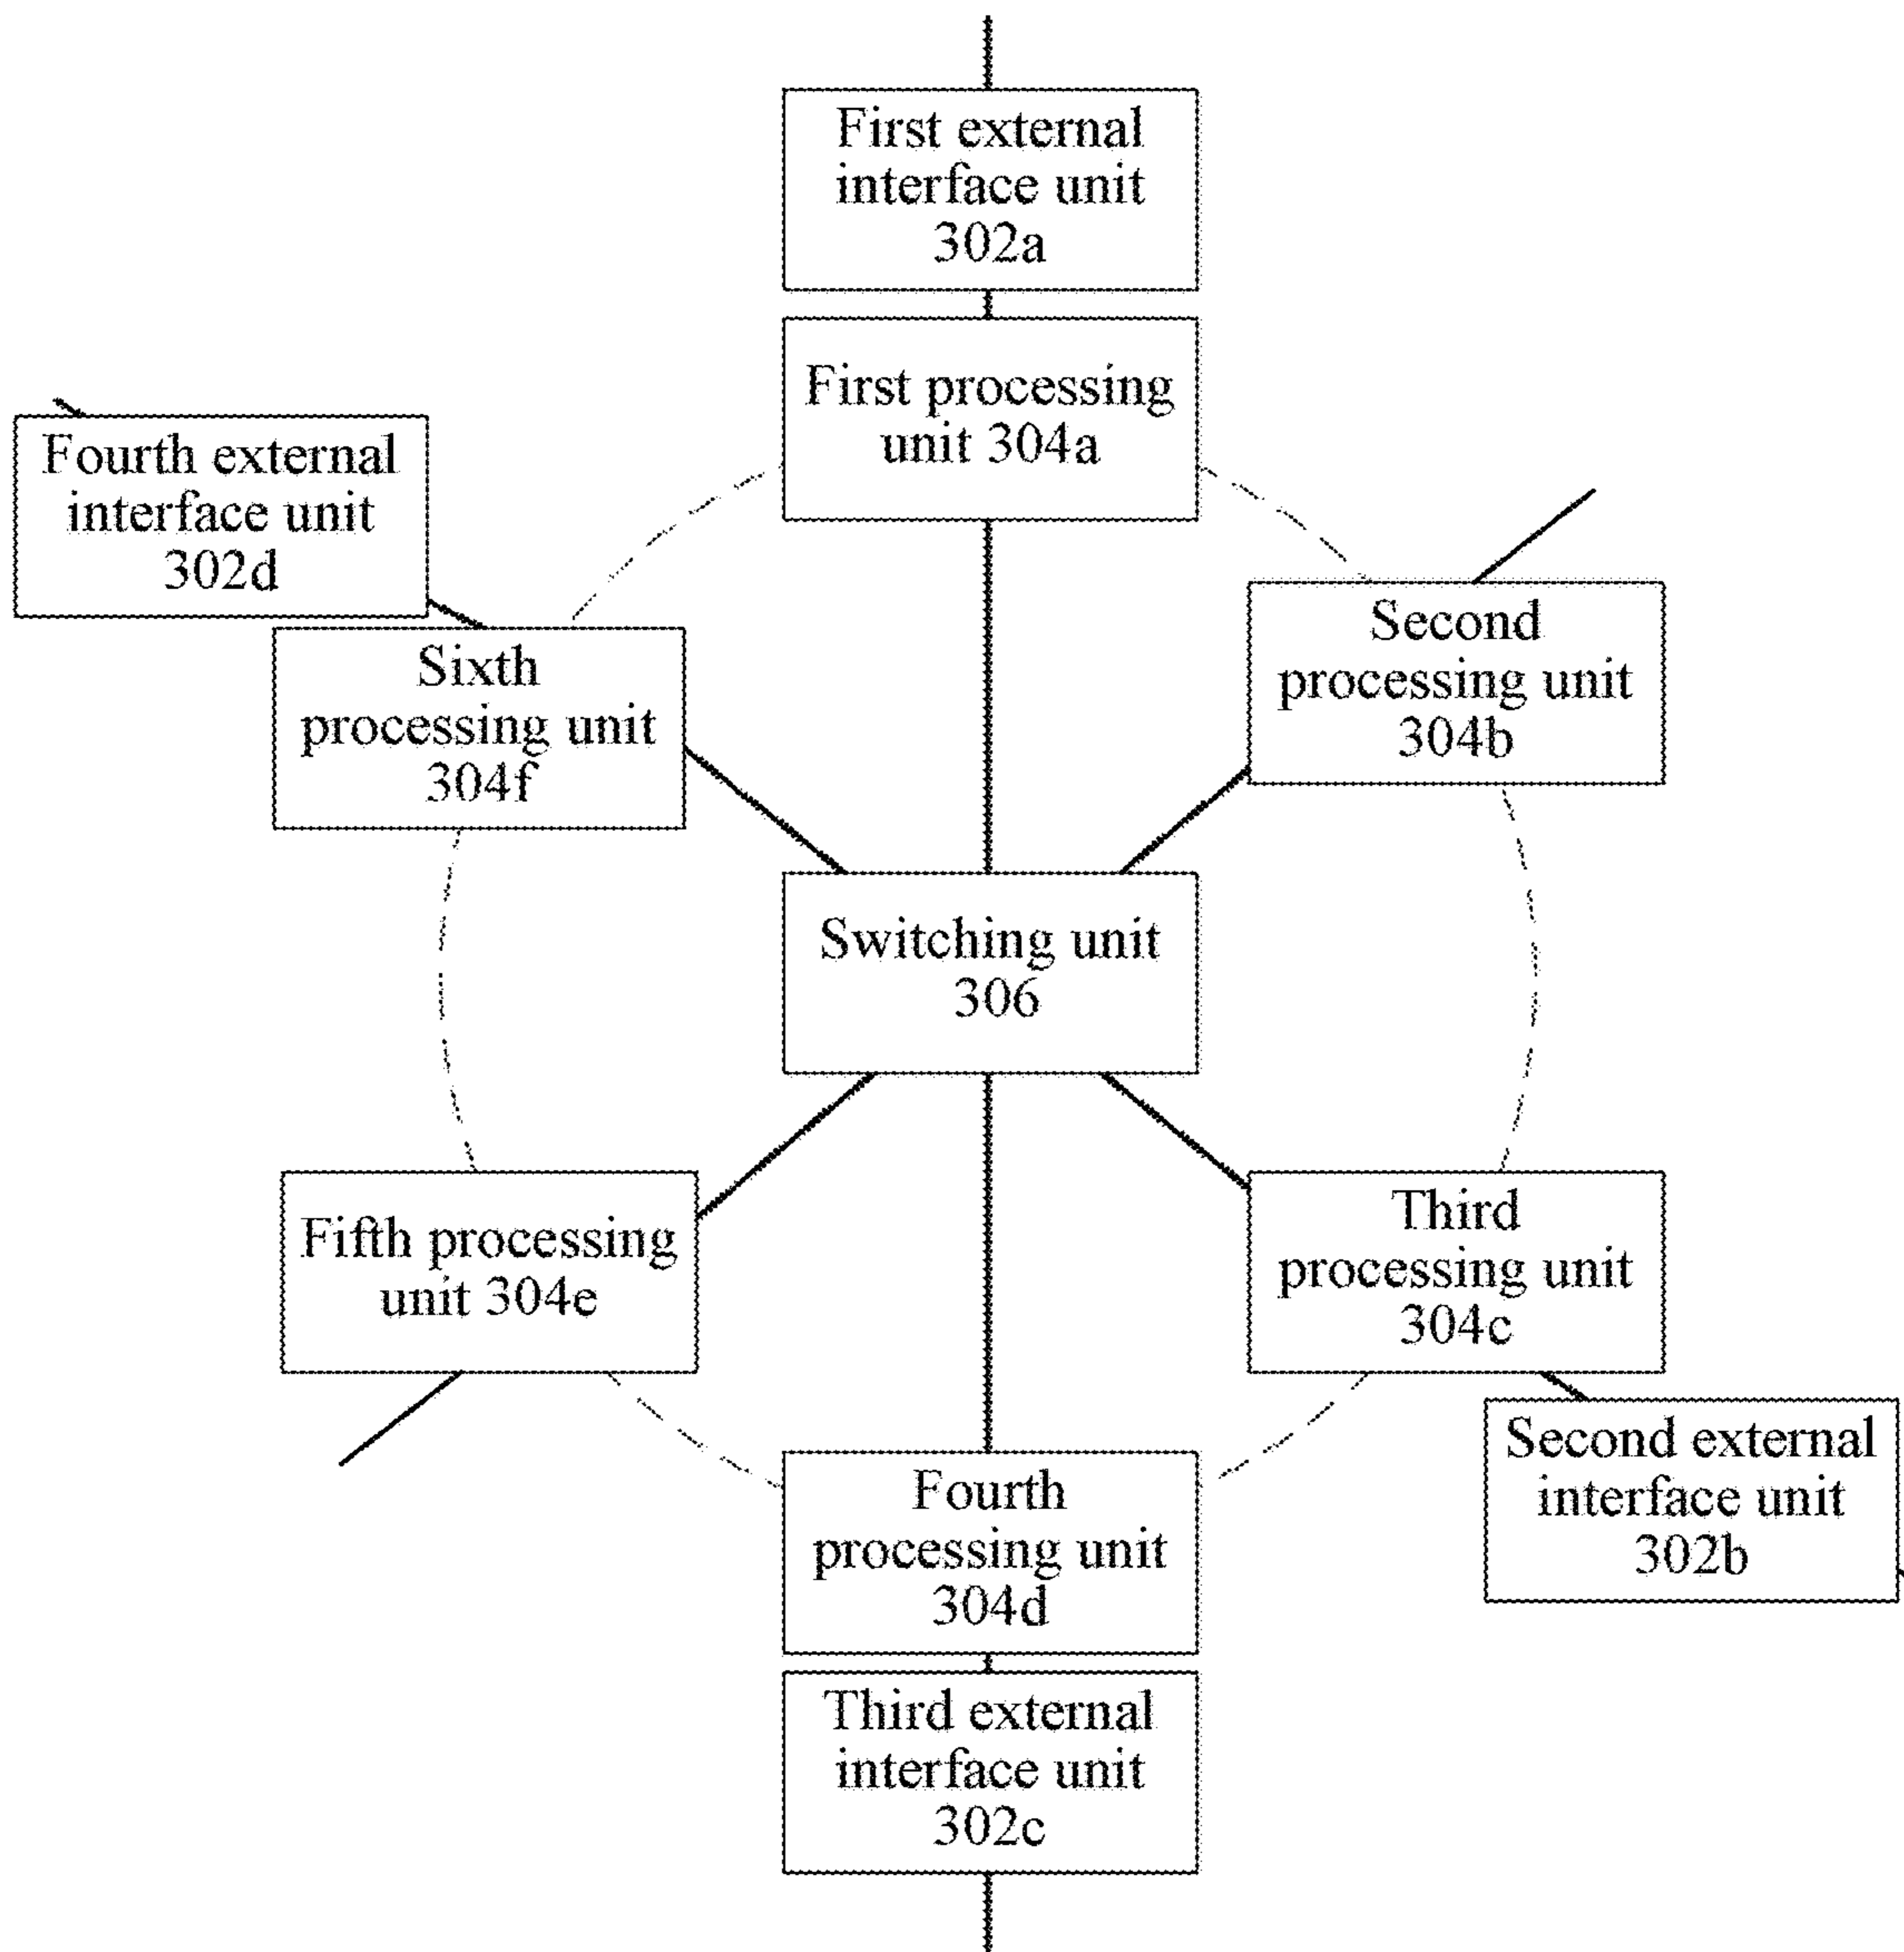 First external
interface unit
302a
First processing
unit 304a
Fourth external
interface unit
302d
Second
processing unit
304b
Sixth
processing unit
304f
Switching unit
306
Fifth processing
unit 304e
Third
processing unit
304c
Second external
interface unit
302b
Fourth
processing unit
304d
Third external
interface unit
302c